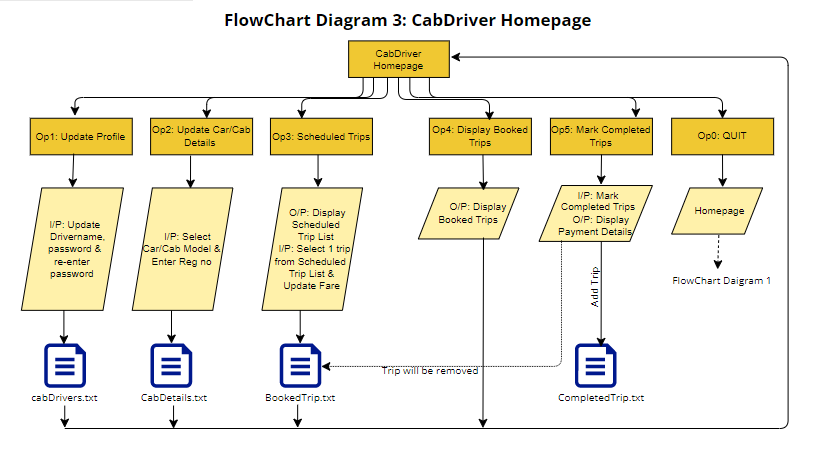 FlowChart Diagram 3: CabDriver Homepage
CabDriver
Homepage
Op1: Update Profile
Op2: Update Car/Cab
Details
Op3: Scheduled Trips
Op4: Display Booked
Trips
Op5: Mark Completed
Trips
Op0: QUIT
I/P: Update
Drivername,
password &
re-enter
password
I/P: Select
Car/Cab Model &
Enter Reg no
O/P: Display
Scheduled
Trip List
I/P: Select 1 trip
from Scheduled
Trip List &
Update Fare
O/P: Display
Booked Trips
I/P: Mark
Completed Trips
O/P: Display
Payment Details
Homepage
FlowChart Daigram 1
Add Trip
Trip will be removed
cabDrivers.txt
CabDetails.txt
BookedTrip.txt
CompletedTrip.txt